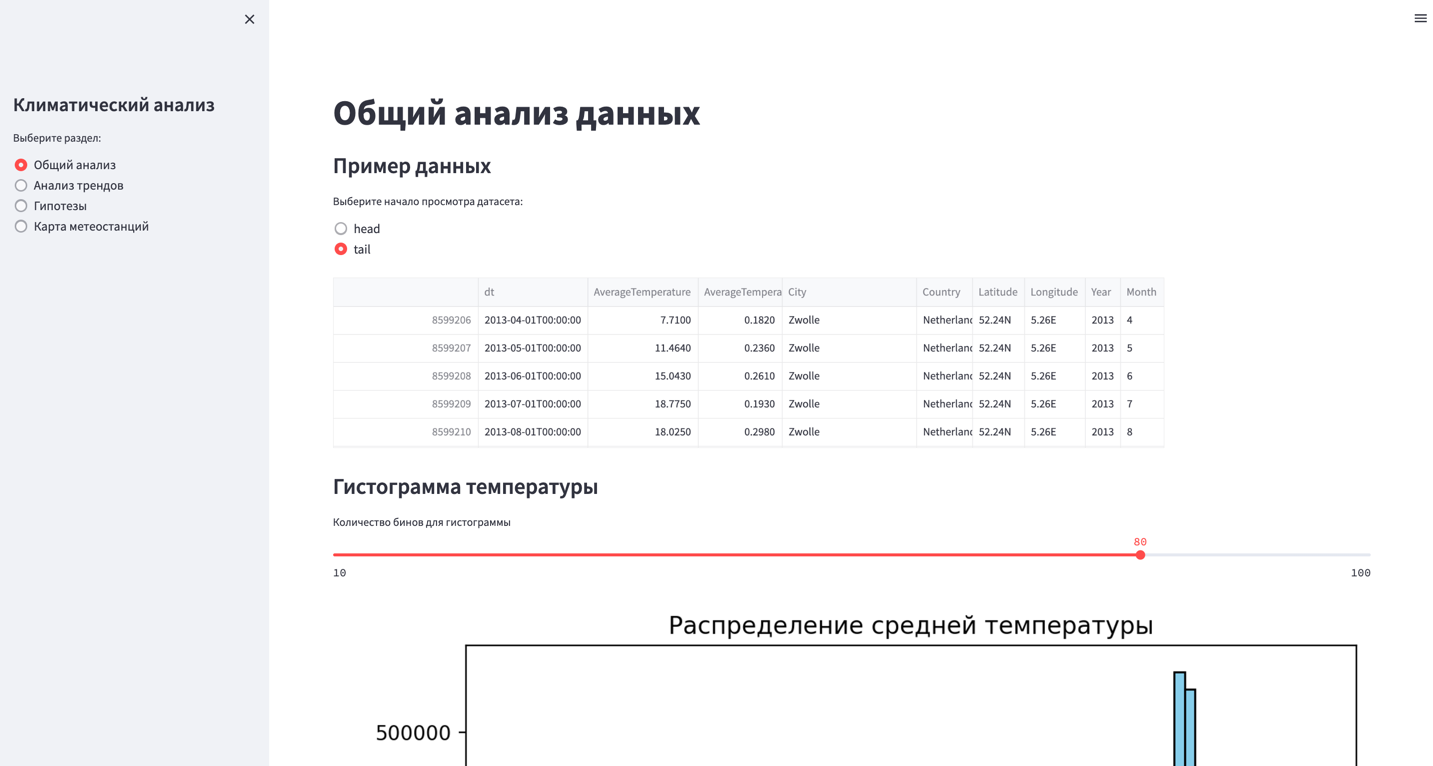 Климатический анализ
Выберите раздел:
Общий анализ
Анализ трендов
Гипотезы
Карта метеостанций
Общий анализ данных
Пример данных
Выберите начало просмотра датасета:
head
tail
dt AverageTemperature AverageTempera City Country Latitude Longitude Year Month
8599206 2013-04-01T00:00:00 7.7100 0.1820 Zwolle Netherlanc 52.24N 5.26E 2013 4
8599207 2013-05-01T00:00:00 11.4640 0.2360 Zwolle Netherlanc 52.24N 5.26E 2013 5
8599208 2013-06-01T00:00:00 15.0430 0.2610 Zwolle Netherlanc 52.24N 5.26E 2013 6
8599209 2013-07-01T00:00:00 18.7750 0.1930 Zwolle Netherlanc 52.24N 5.26E 2013 7
8599210 2013-08-01T00:00:00 18.0250 0.2980 Zwolle Netherlanc 52.24N 5.26E 2013 8
Гистограмма температуры
Количество бинов для гистограммы
80
10 100
Распределение средней температуры
500000